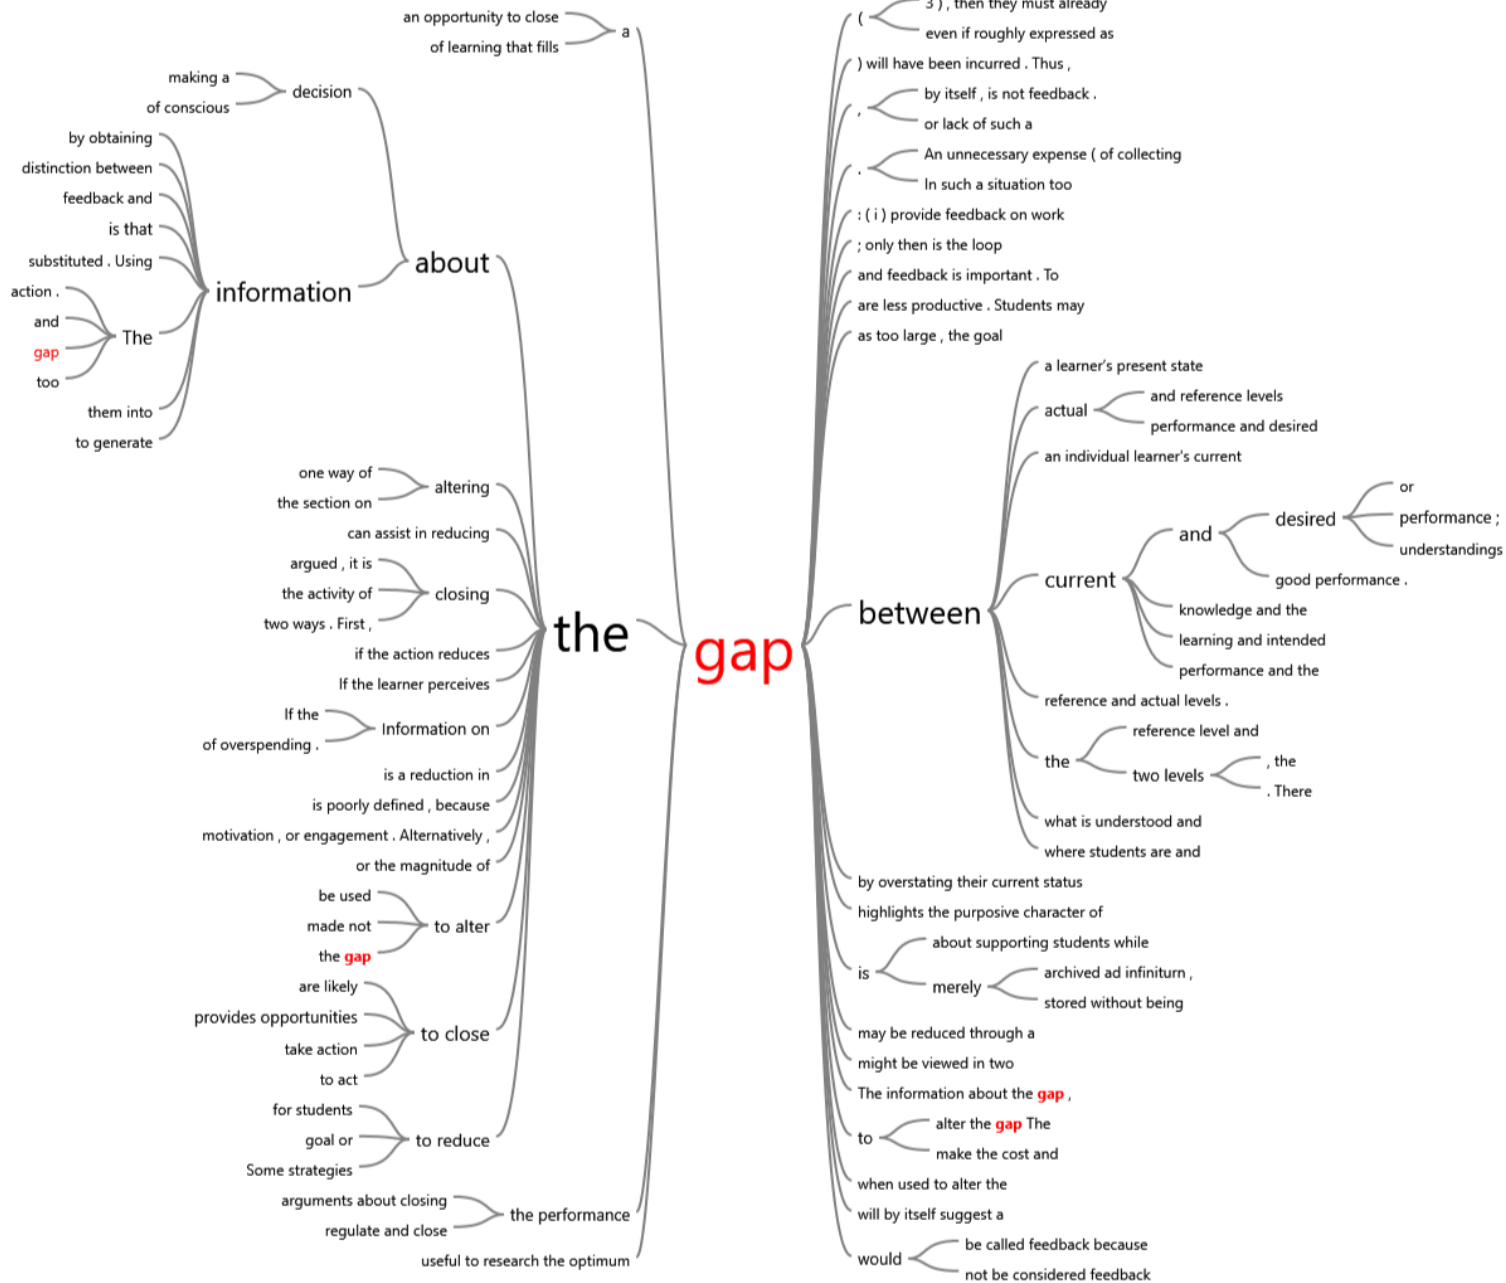 an opportunity to close
of learning that fills
a
making a
of conscious
decision
by obtaining
distinction between
feedback and
is that
substituted . Using
action .
and
gap
too
The
them into
to generate
information
about
one way of
the section on
altering
can assist in reducing
argued , it is
the activity of
two ways . First ,
closing
if the action reduces
If the learner perceives
If the
of overspending .
Information on
is a reduction in
is poorly defined , because
motivation , or engagement . Alternatively ,
or the magnitude of
be used
made not
the gap
to alter
are likely
provides opportunities
take action
to act
to close
for students
goal or
Some strategies
to reduce
the
arguments about closing
regulate and close
the performance
useful to research the optimum
gap
(
3 ) , then they must already
even if roughly expressed as
) will have been incurred . Thus ,
,
by itself , is not feedback .
or lack of such a
.
An unnecessary expense ( of collecting
In such a situation too
: ( i ) provide feedback on work
; only then is the loop
and feedback is important . To
are less productive . Students may
as too large , the goal
between
a learner's present state
actual
and reference levels
performance and desired
an individual learner's current
current
and
desired
or
performance ;
understandings
good performance .
knowledge and the
learning and intended
performance and the
reference and actual levels .
the
reference level and
two levels
, the
. There
what is understood and
where students are and
by overstating their current status
highlights the purposive character of
is
about supporting students while
merely
archived ad infiniturn ,
stored without being
may be reduced through a
might be viewed in two
The information about the gap ,
to
alter the gap The
make the cost and
when used to alter the
will by itself suggest a
would
be called feedback because
not be considered feedback